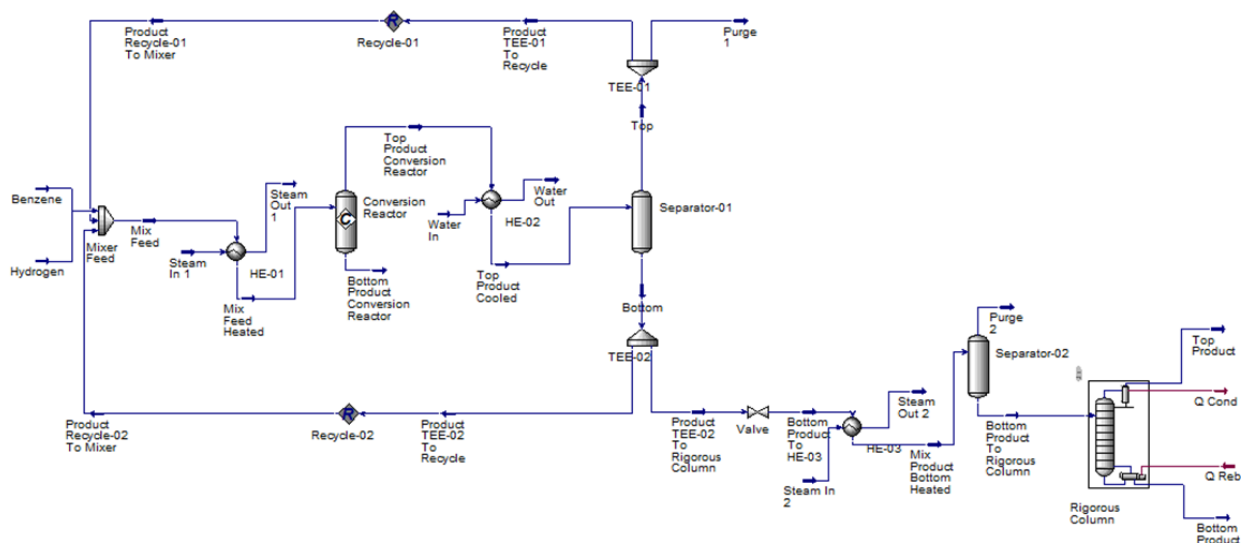 Product
Recycle-01
To Mixer
R
Recycle-01
Product
TEE-01
To
Recycle
Purge
1
TEE-01
Top
Benzene
Hydrogen
Mixer
Feed
Mix
Feed
Steam
In 1
Steam
Out
1
HE-01
Mix
Feed
Heated
C
Conversion
Reactor
Top
Product
Conversion
Reactor
Bottom
Product
Conversion
Reactor
Water
In
Water
Out
HE-02
Top
Product
Cooled
Separator-01
Bottom
TEE-02
Product
Recycle-02
To Mixer
R
Recycle-02
Product
TEE-02
To
Recycle
Product
TEE-02
To
Rigorous
Column
Valve
Bottom
Product
To
HE-03
Steam In
2
Steam
Out 2
HE-03
Mix
Product
Bottom
Heated
Purge
2
Separator-02
Bottom
Product
To
Rigorous
Column
Top
Product
Q Cond
Q Reb
Rigorous
Column
Bottom
Product